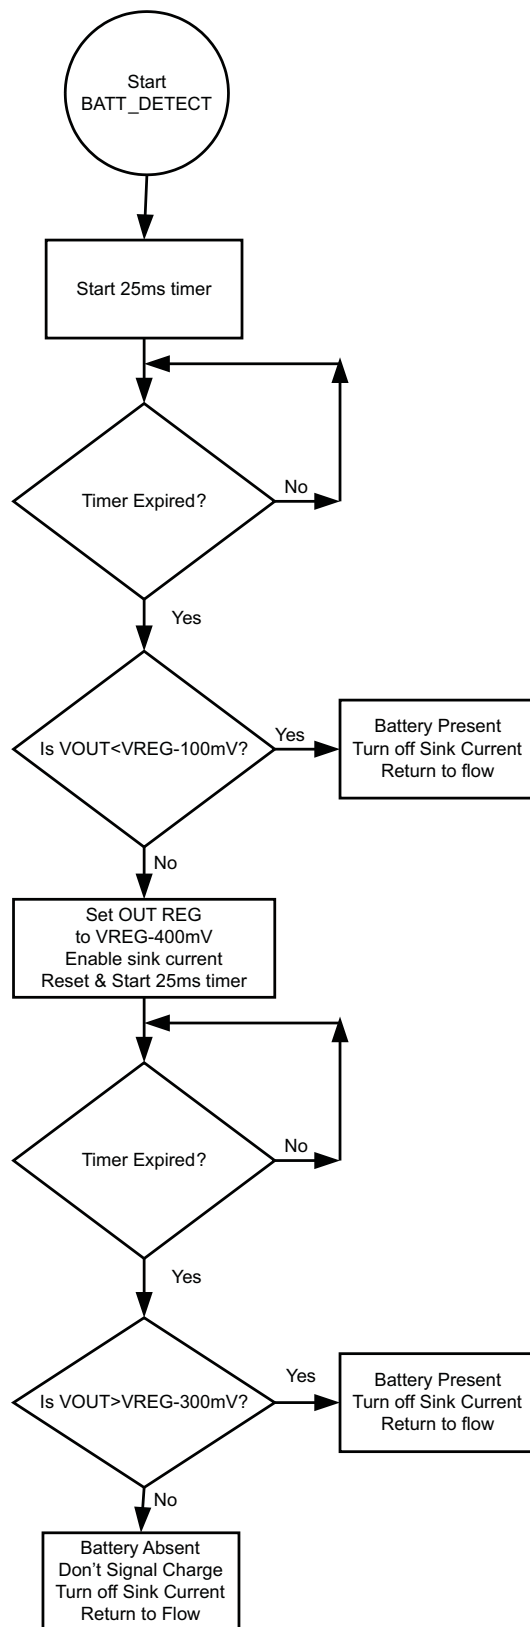 Start
BATT_DETECT
Start 25ms timer
Timer Expired?
No
Yes
Is VOUT<VREG-100mV?
Yes
Battery Present
Turn off Sink Current
Return to flow
No
Set OUT REG
to VREG-400mV
Enable sink current
Reset & Start 25ms timer
Timer Expired?
No
Yes
Is VOUT>VREG-300mV?
Yes
Battery Present
Turn off Sink Current
Return to flow
No
Battery Absent
Don’t Signal Charge
Turn off Sink Current
Return to Flow